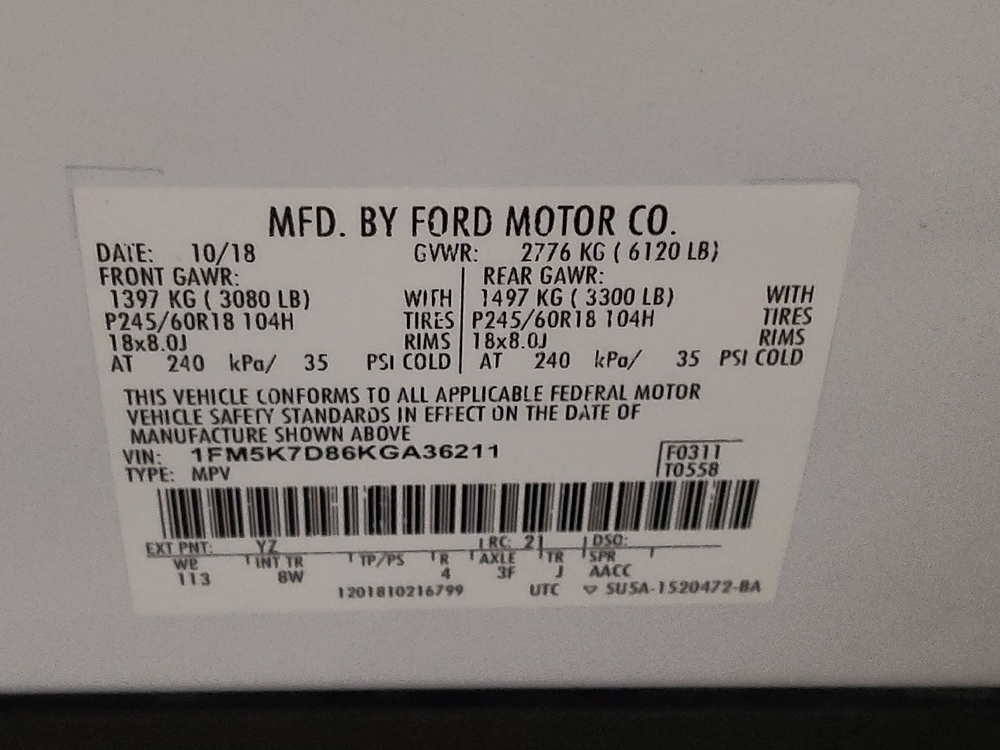 MFD. BY FORD MOTOR CO.
DATE: 10/18 GVWR: 2776 KG ( 6120 LB)
FRONT GAWR: REAR GAWR:
1397 KG ( 3080 LB) WITH 1497 KG ( 3300 LB) WITH
P245/60R18 104H TIRES P245/60R18 104H TIRES
18x8.0J RIMS 18x8.0J RIMS
AT 240 kPa/ 35 PSI COLD AT 240 kPa/ 35 PSI COLD
THIS VEHICLE CONFORMS TO ALL APPLICABLE FEDERAL MOTOR
VEHICLE SAFETY STANDARDS IN EFFECT ON THE DATE OF
MANUFACTURE SHOWN ABOVE
VIN: 1FM5K7D86KGA36211 F0311
TYPE: MPV T0558
EXT PNT: YZ RC: 21 DSO:
WB INT TR TP/PS R AXLE TR SPR
113 8W 4 3F J AACC
1201810216799 UTC ▽ SU5A-1520472-BA